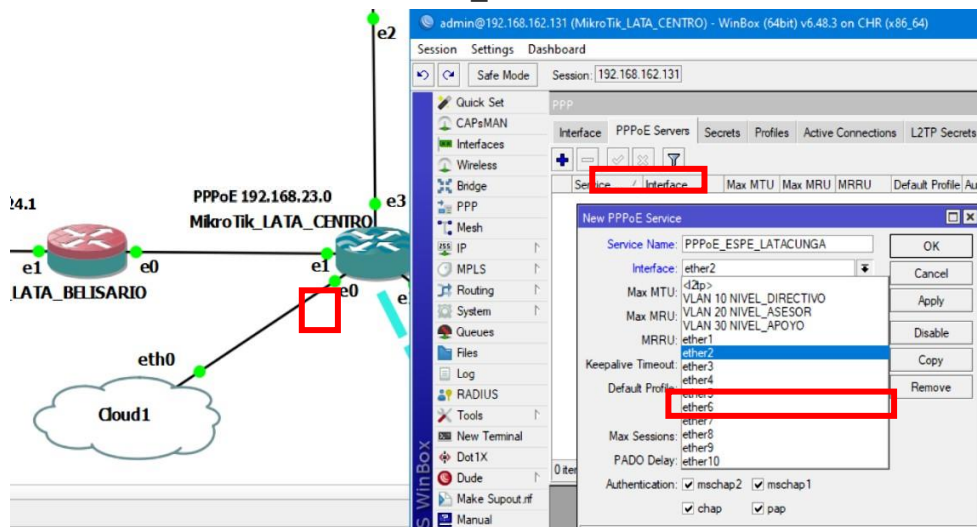 e2
24.1
PPPoE 192.168.23.0
MikroTik_LATA_CENTRO
e3
e1
e0
e1
_LATA_BELISARIO
e0
e
eth0
Cloud1
admin@192.168.162.131 (MikroTik_LATA_CENTRO) - WinBox (64bit) v6.48.3 on CHR (x86_64)
Session Settings Dashboard
Safe Mode Session: 192.168.162.131
Quick Set
CAPsMAN
Interfaces
Wireless
Bridge
PPP
Mesh
IP
MPLS
Routing
System
Queues
Files
Log
RADIUS
Tools
New Terminal
Dot1X
Dude
Make Supout.rif
Manual
S WinBox
PPP
Interface PPPoE Servers Secrets Profiles Active Connections L2TP Secrets
Service Interface Max MTU Max MRU MRRU Default Profile Au
New PPPoE Service
Service Name: PPPoE_ESPE_LATACUNGA
Interface: ether2
Max MTU:
Max MRU:
MRRU:
Keepalive Timeout:
Default Profile:
Max Sessions:
PADO Delay:
Authentication: mschap2 mschap1
chap pap
<l2tp>
VLAN 10 NIVEL_DIRECTIVO
VLAN 20 NIVEL_ASESOR
VLAN 30 NIVEL_APOYO
ether1
ether2
ether3
ether4
ether5
ether6
ether7
ether8
ether9
ether10
OK
Cancel
Apply
Disable
Copy
Remove
0 iter